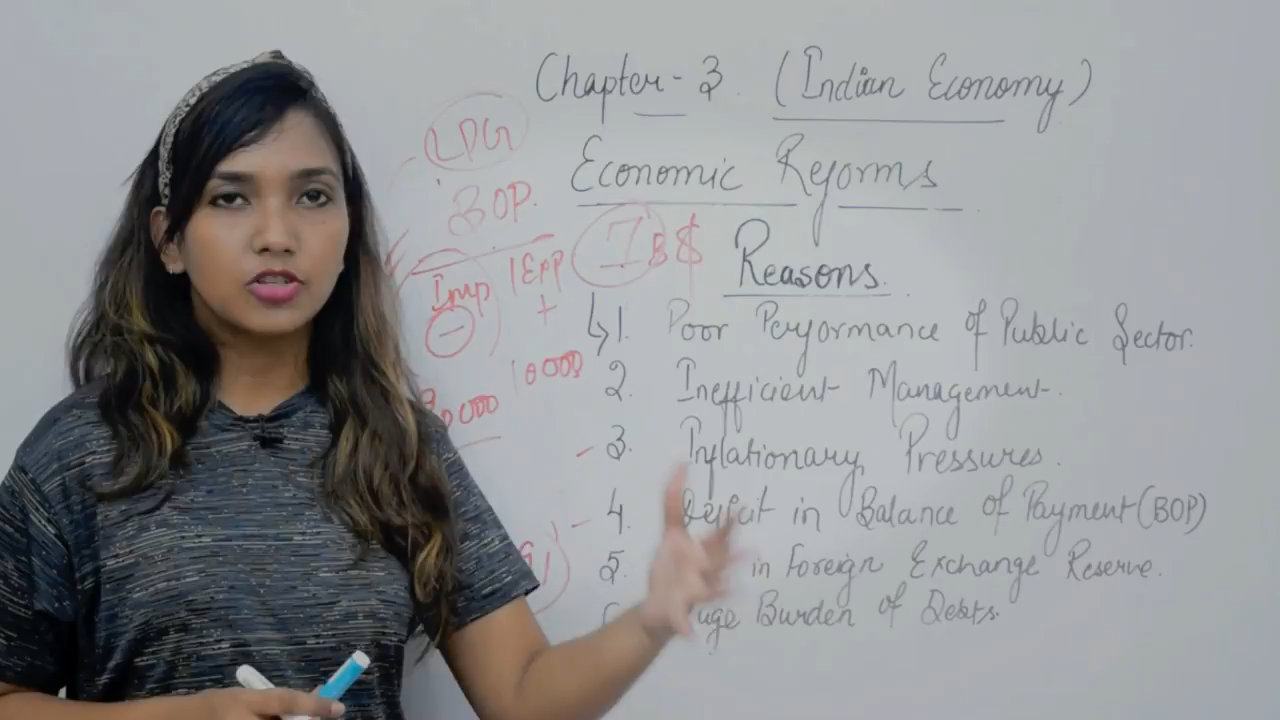 Chapter-3. (Indian Economy)
Economic Reforms
Reasons.
1. Poor Performance of Public Sector.
2. Inefficient Management.
3. Inflationary Pressures.
4. Deficit in Balance of Payment (BOP)
5. in Foreign Exchange Reserve.
Burden of Debts.
LPG
BOP.
Imp | Exp
- +
10000
7 B $